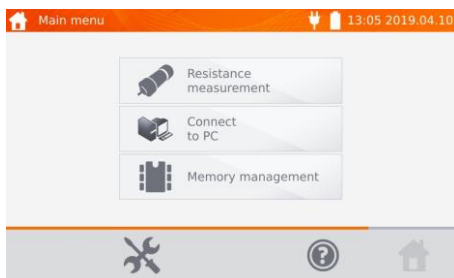 Main menu 13:05 2019.04.10
Resistance
measurement
Connect
to PC
Memory management
?